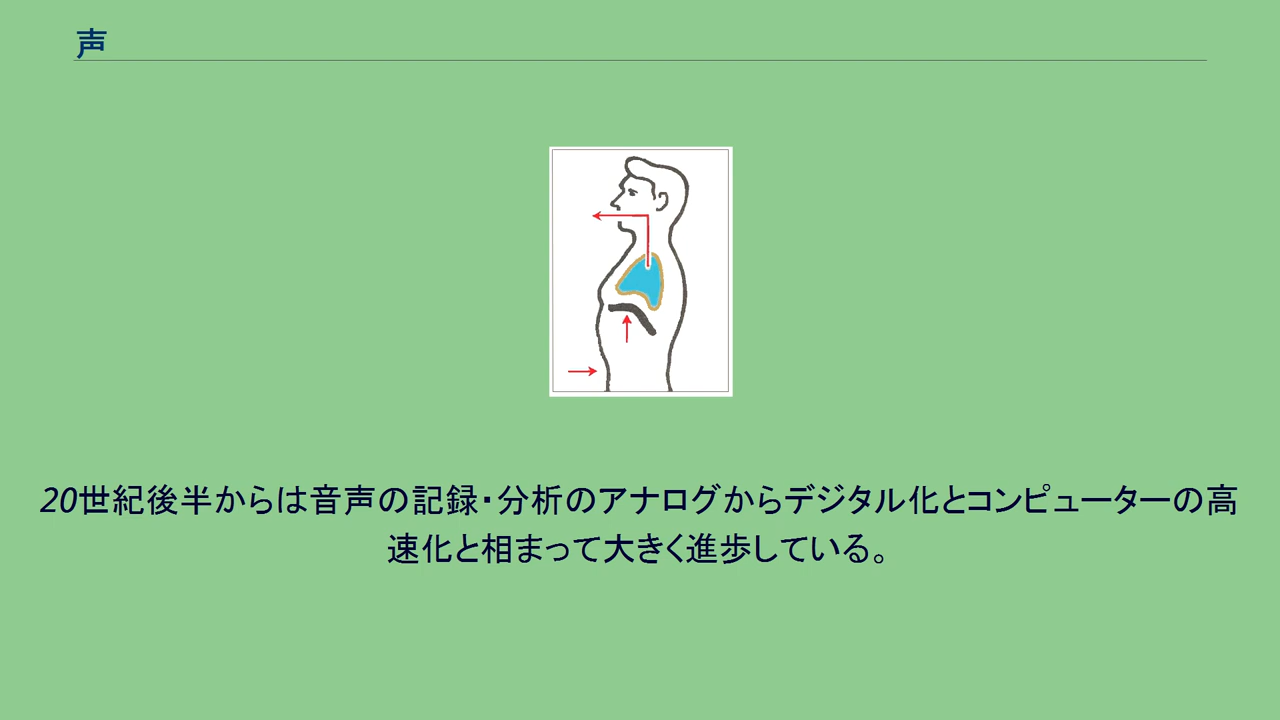 声
20世紀後半からは音声の記録・分析のアナログからデジタル化とコンピューターの高
速化と相まって大きく進歩している。